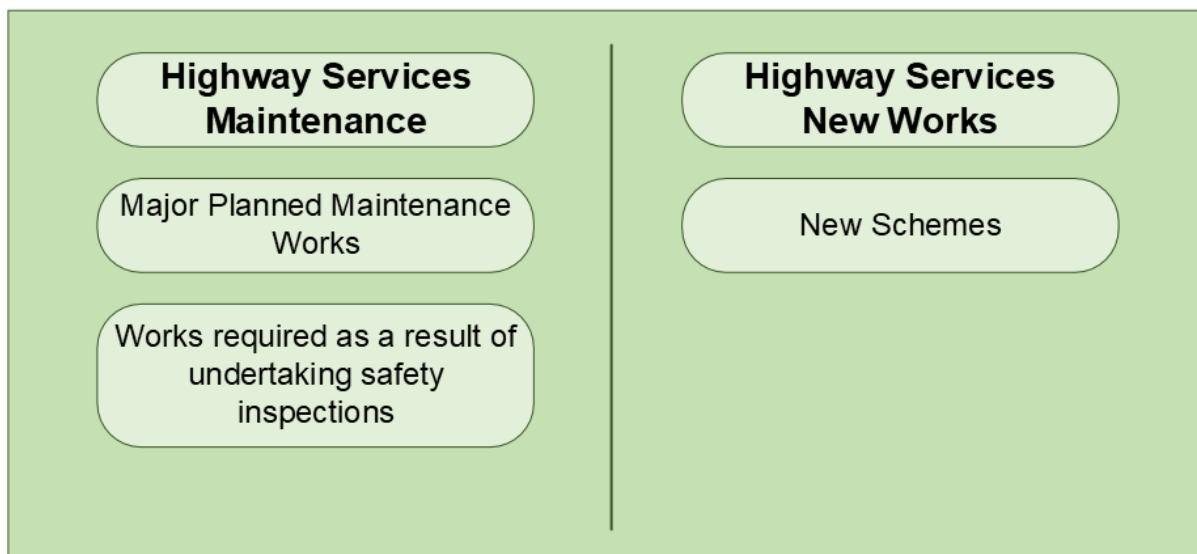 Highway Services
Maintenance
Major Planned Maintenance
Works
Works required as a result of
undertaking safety
inspections
Highway Services
New Works
New Schemes